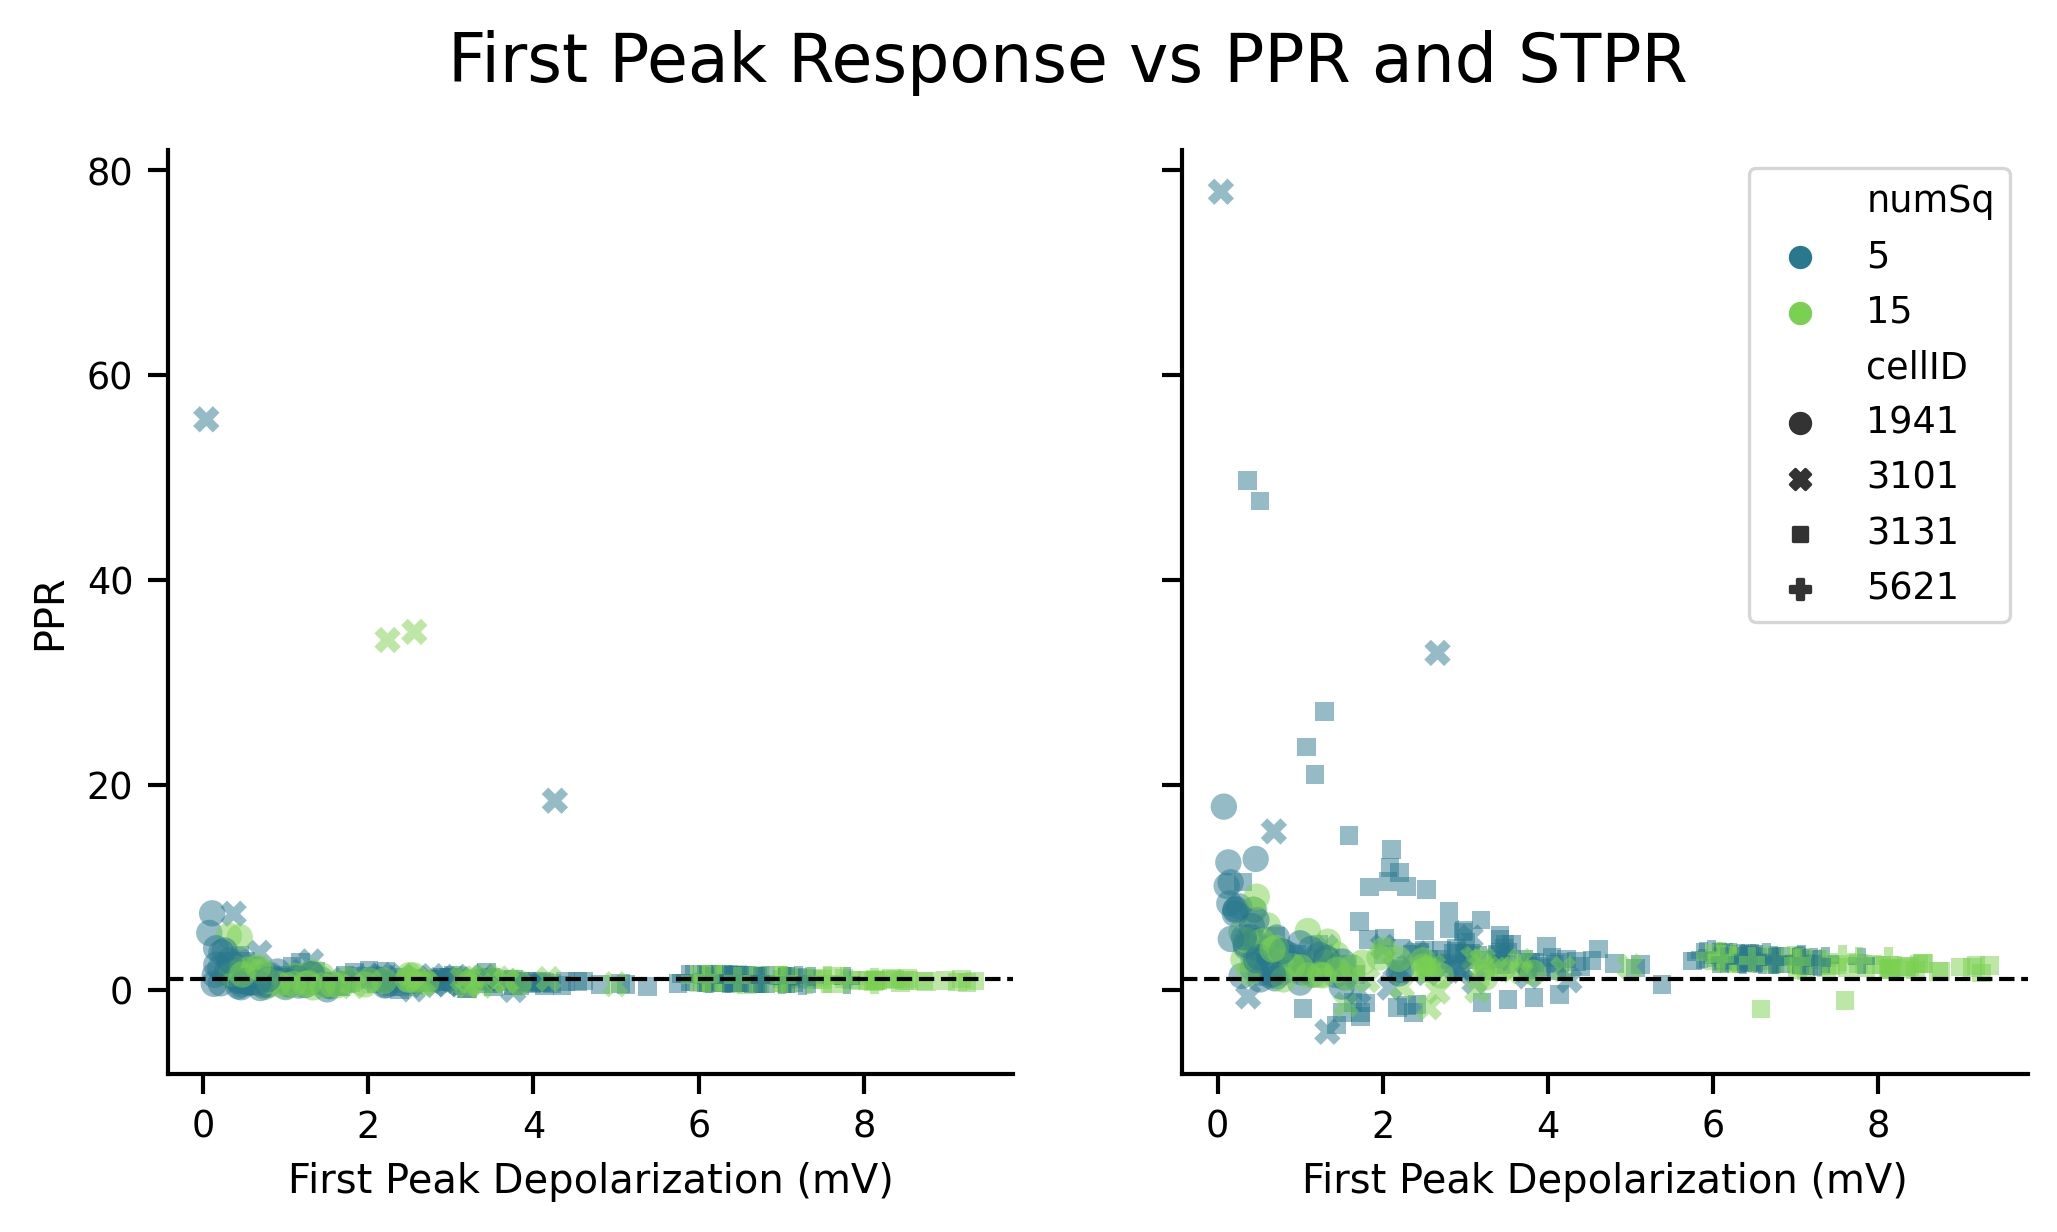 First Peak Response vs PPR and STPR
80
60
40
20
0
PPR
0 2 4 6 8
First Peak Depolarization (mV)
numSq
5
15
cellID
1941
3101
3131
5621
0 2 4 6 8
First Peak Depolarization (mV)